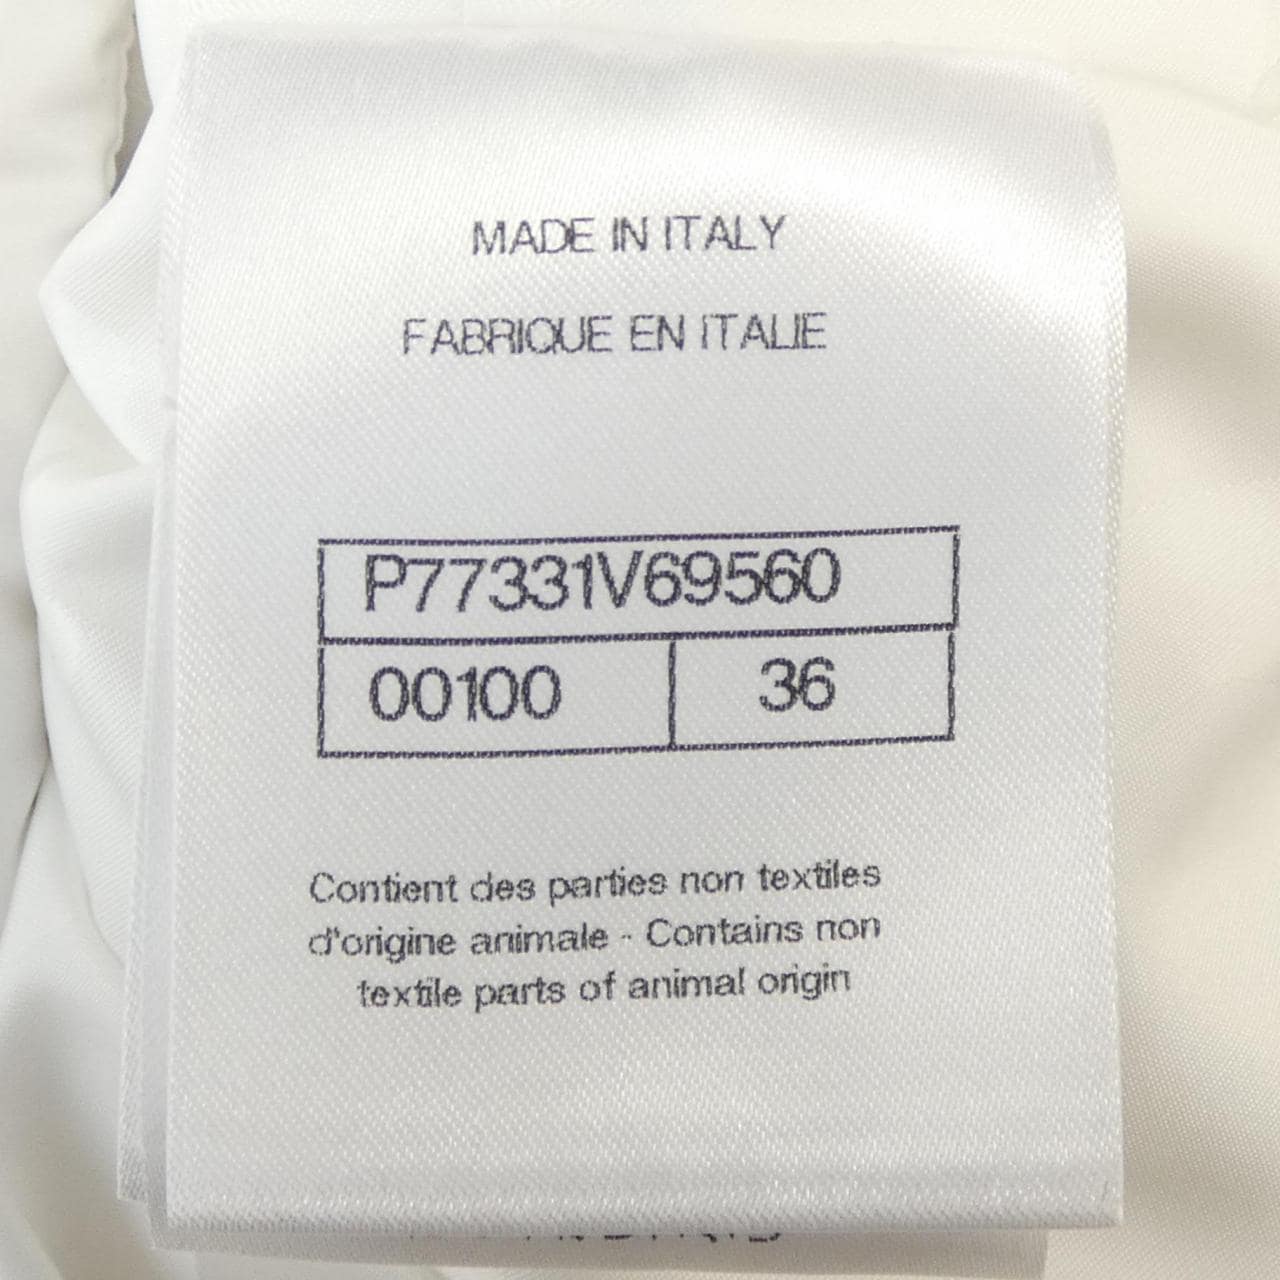 MADE IN ITALY
FABRIQUE EN ITALIE
P77331V69560
00100 36
Contient des parties non textiles
d'origine animale - Contains non
textile parts of animal origin